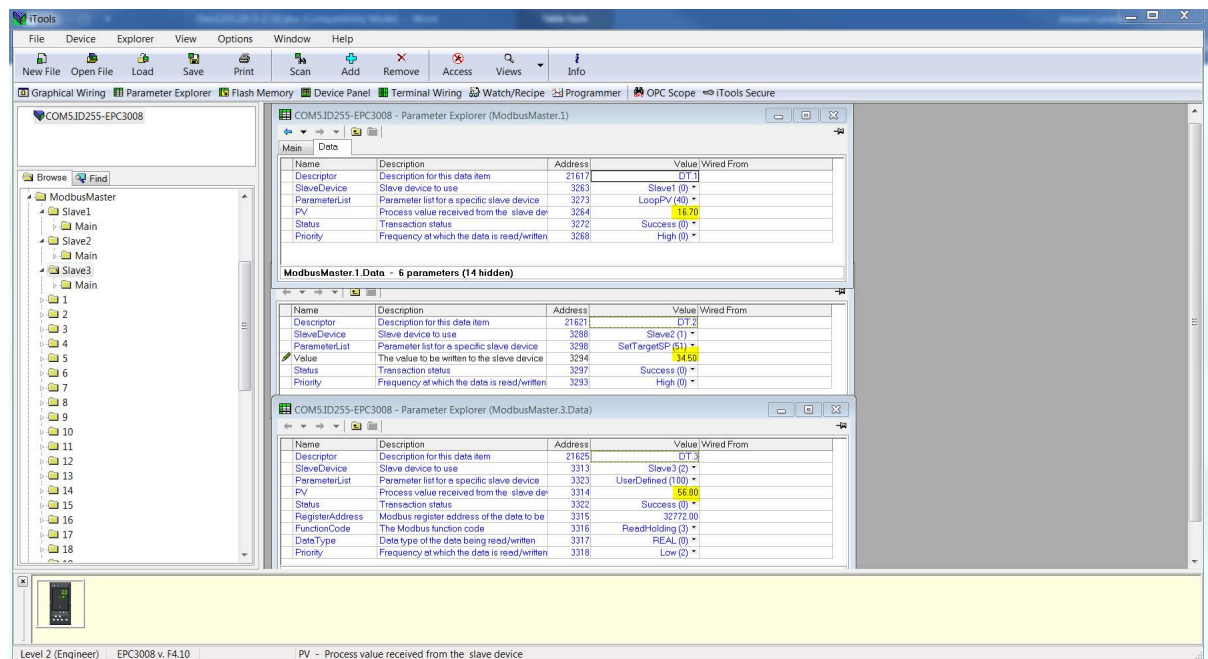 iTools
File Device Explorer View Options Window Help
New File Open File Load Save Print Scan Add Remove Access Views Info
Graphical Wiring Parameter Explorer Flash Memory Device Panel Terminal Wiring Watch/Recipe Programmer OPC Scope iTools Secure
COM5.ID255-EPC3008
Browse Find
ModbusMaster
Slave1
Main
Slave2
Main
Slave3
Main
1
2
3
4
5
6
7
8
9
10
11
12
13
14
15
16
17
18
COM5.ID255-EPC3008 - Parameter Explorer (ModbusMaster.1)
Main Data
Name Description Address Value Wired From
Descriptor Description for this data item 21617 DT.1
SlaveDevice Slave device to use 3263 Slave1 (0)
ParameterList Parameter list for a specific slave device 3273 LoopPV (40)
PV Process value received from the slave dev 3264 16.70
Status Transaction status 3272 Success (0)
Priority Frequency at which the data is read/written 3268 High (0)
ModbusMaster.1.Data - 6 parameters (14 hidden)
Name Description Address Value Wired From
Descriptor Description for this data item 21621 DT.2
SlaveDevice Slave device to use 3288 Slave2 (1)
ParameterList Parameter list for a specific slave device 3298 SetTargetSP (51)
Value The value to be written to the slave device 3294 34.50
Status Transaction status 3297 Success (0)
Priority Frequency at which the data is read/written 3293 High (0)
COM5.ID255-EPC3008 - Parameter Explorer (ModbusMaster.3.Data)
Name Description Address Value Wired From
Descriptor Description for this data item 21625 DT.3
SlaveDevice Slave device to use 3313 Slave3 (2)
ParameterList Parameter list for a specific slave device 3323 UserDefined (100)
PV Process value received from the slave dev 3314 56.80
Status Transaction status 3322 Success (0)
RegisterAddress Modbus register address of the data to be 3315 32772.00
FunctionCode The Modbus function code 3316 ReadHolding (3)
DataType Data type of the data being read/written 3317 REAL (0)
Priority Frequency at which the data is read/written 3318 Low (2)
Level 2 (Engineer) EPC3008 v. F4.10 PV - Process value received from the slave device